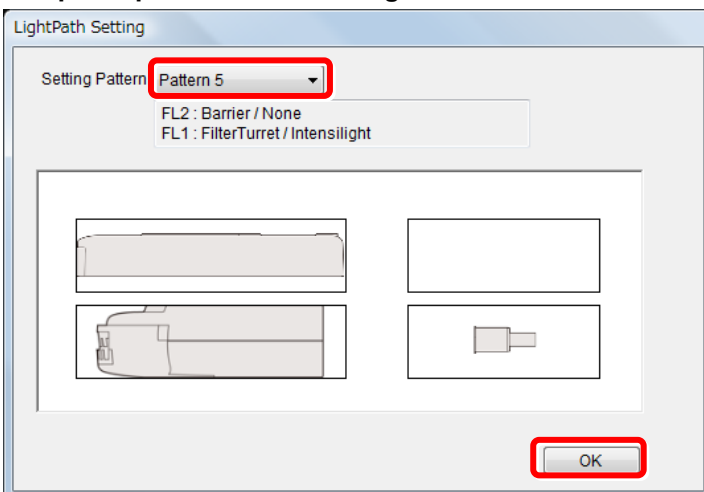 LightPath Setting
Setting Pattern Pattern 5
FL2 : Barrier / None
FL1 : FilterTurret / Intensilight
OK